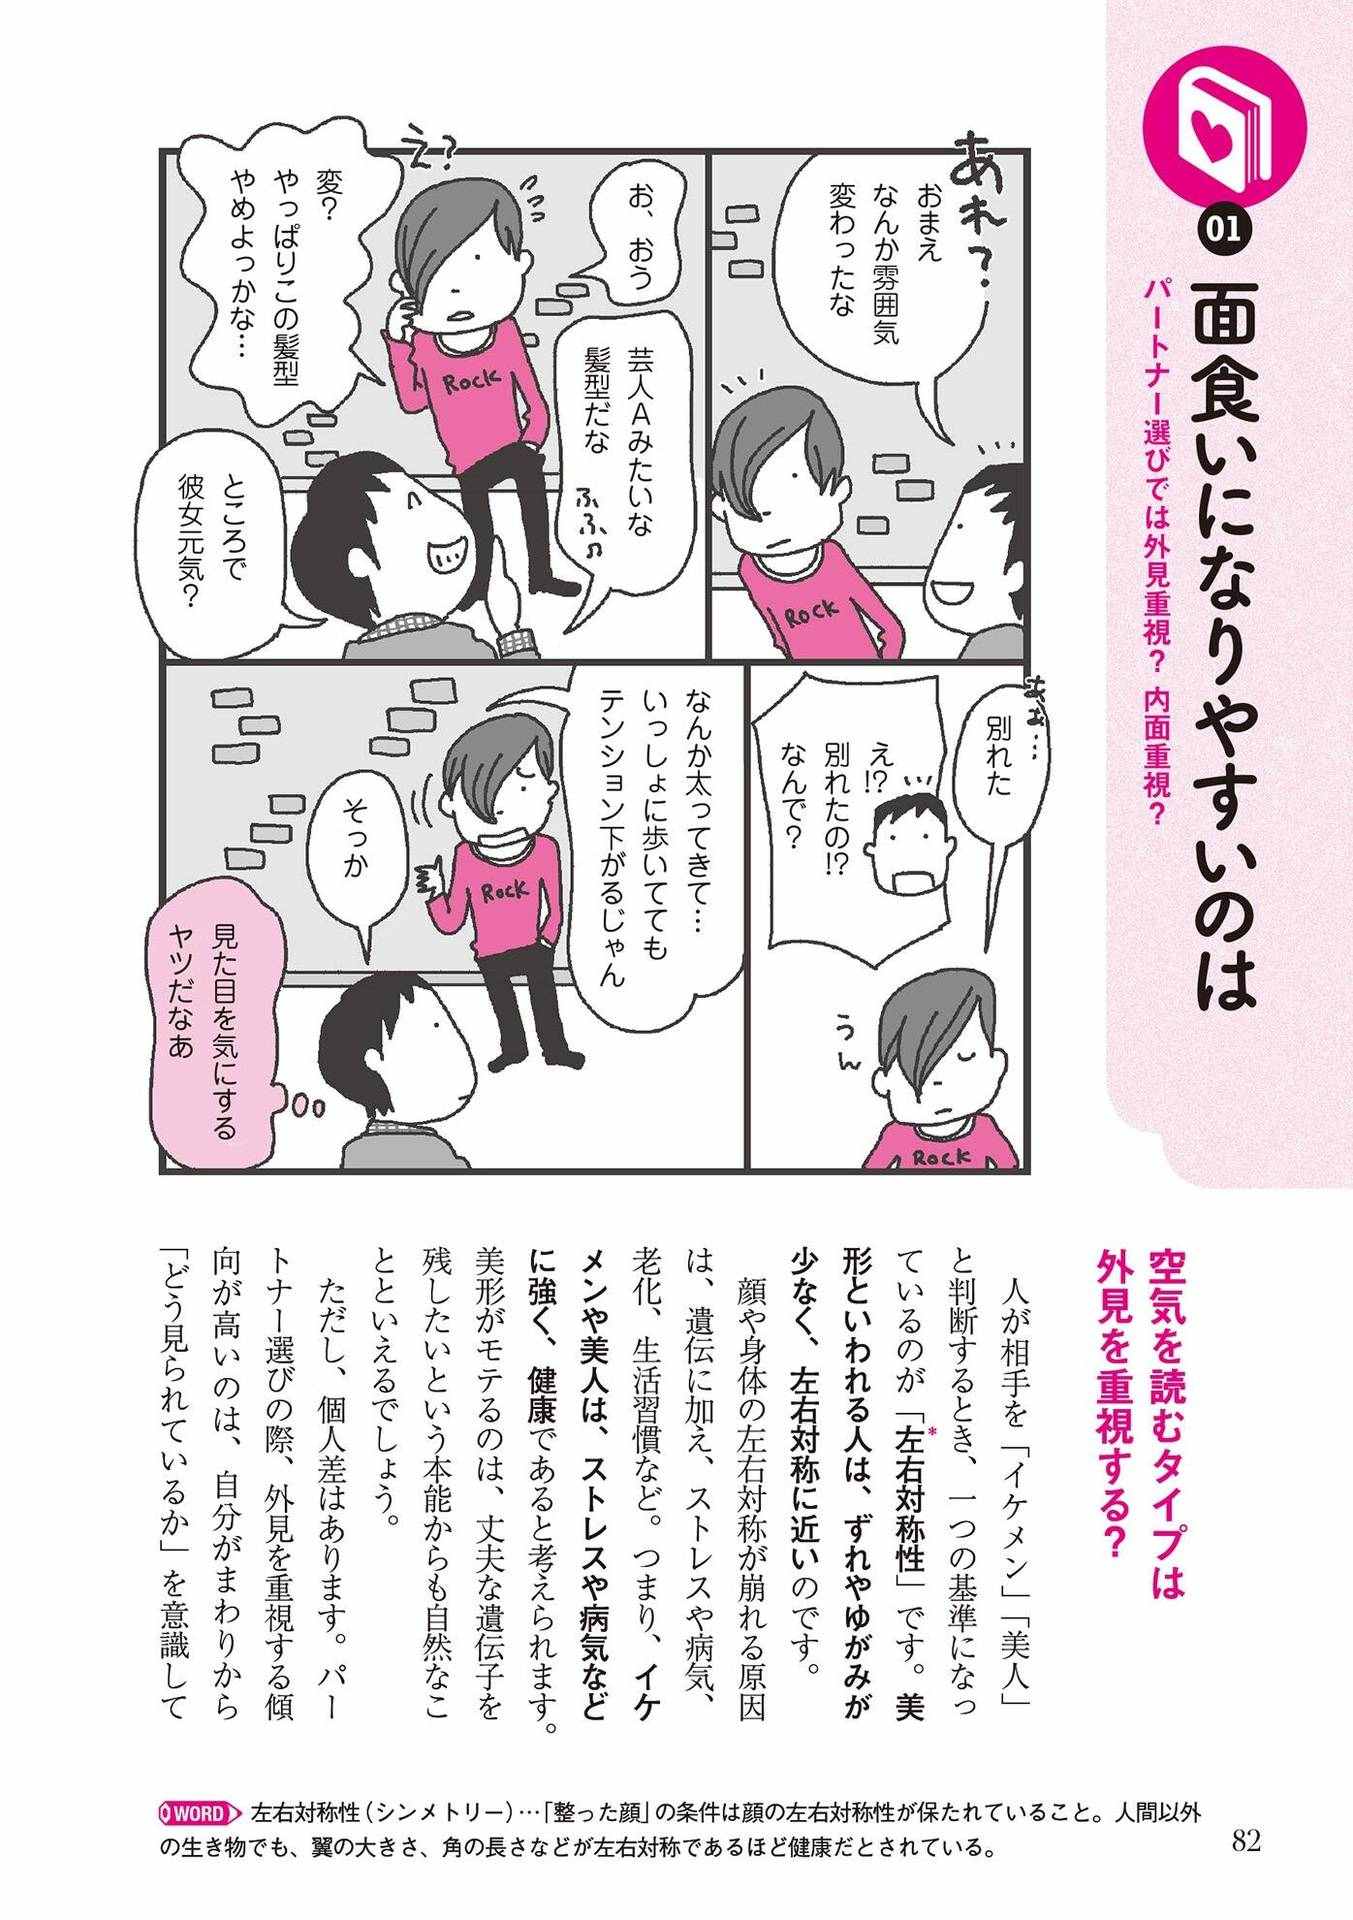 01
面食いになりやすいのは
パートナー選びでは外見重視? 内面重視?
あれ?
おまえ
なんか雰囲気
変わったな
ROCK
お、おう
芸人Aみたいな
髪型だな
ふふ♫
え?
変?
やっぱりこの髪型
やめよっかな…
ROCK
ところで
彼女元気?
ああ…
別れた
え!?
別れたの!?
なんで?
うん
ROCK
なんか太ってきて…
いっしょに歩いてても
テンション下がるじゃん
ROCK
そっか
見た目を気にする
ヤツだなあ
空気を読むタイプは
外見を重視する?
人が相手を「イケメン」「美人」
と判断するとき、一つの基準になっ
ているのが「左右対称性*」です。美
形といわれる人は、ずれやゆがみが
少なく、左右対称に近いのです。
顔や身体の左右対称が崩れる原因
は、遺伝に加え、ストレスや病気、
老化、生活習慣など。つまり、イケ
メンや美人は、ストレスや病気など
に強く、健康であると考えられます。
美形がモテるのは、丈夫な遺伝子を
残したいという本能からも自然なこ
とといえるでしょう。
ただし、個人差はあります。パー
トナー選びの際、外見を重視する傾
向が高いのは、自分がまわりから
「どう見られているか」を意識して
WORD 左右対称性(シンメトリー)…「整った顔」の条件は顔の左右対称性が保たれていること。人間以外
の生き物でも、翼の大きさ、角の長さなどが左右対称であるほど健康だとされている。
82